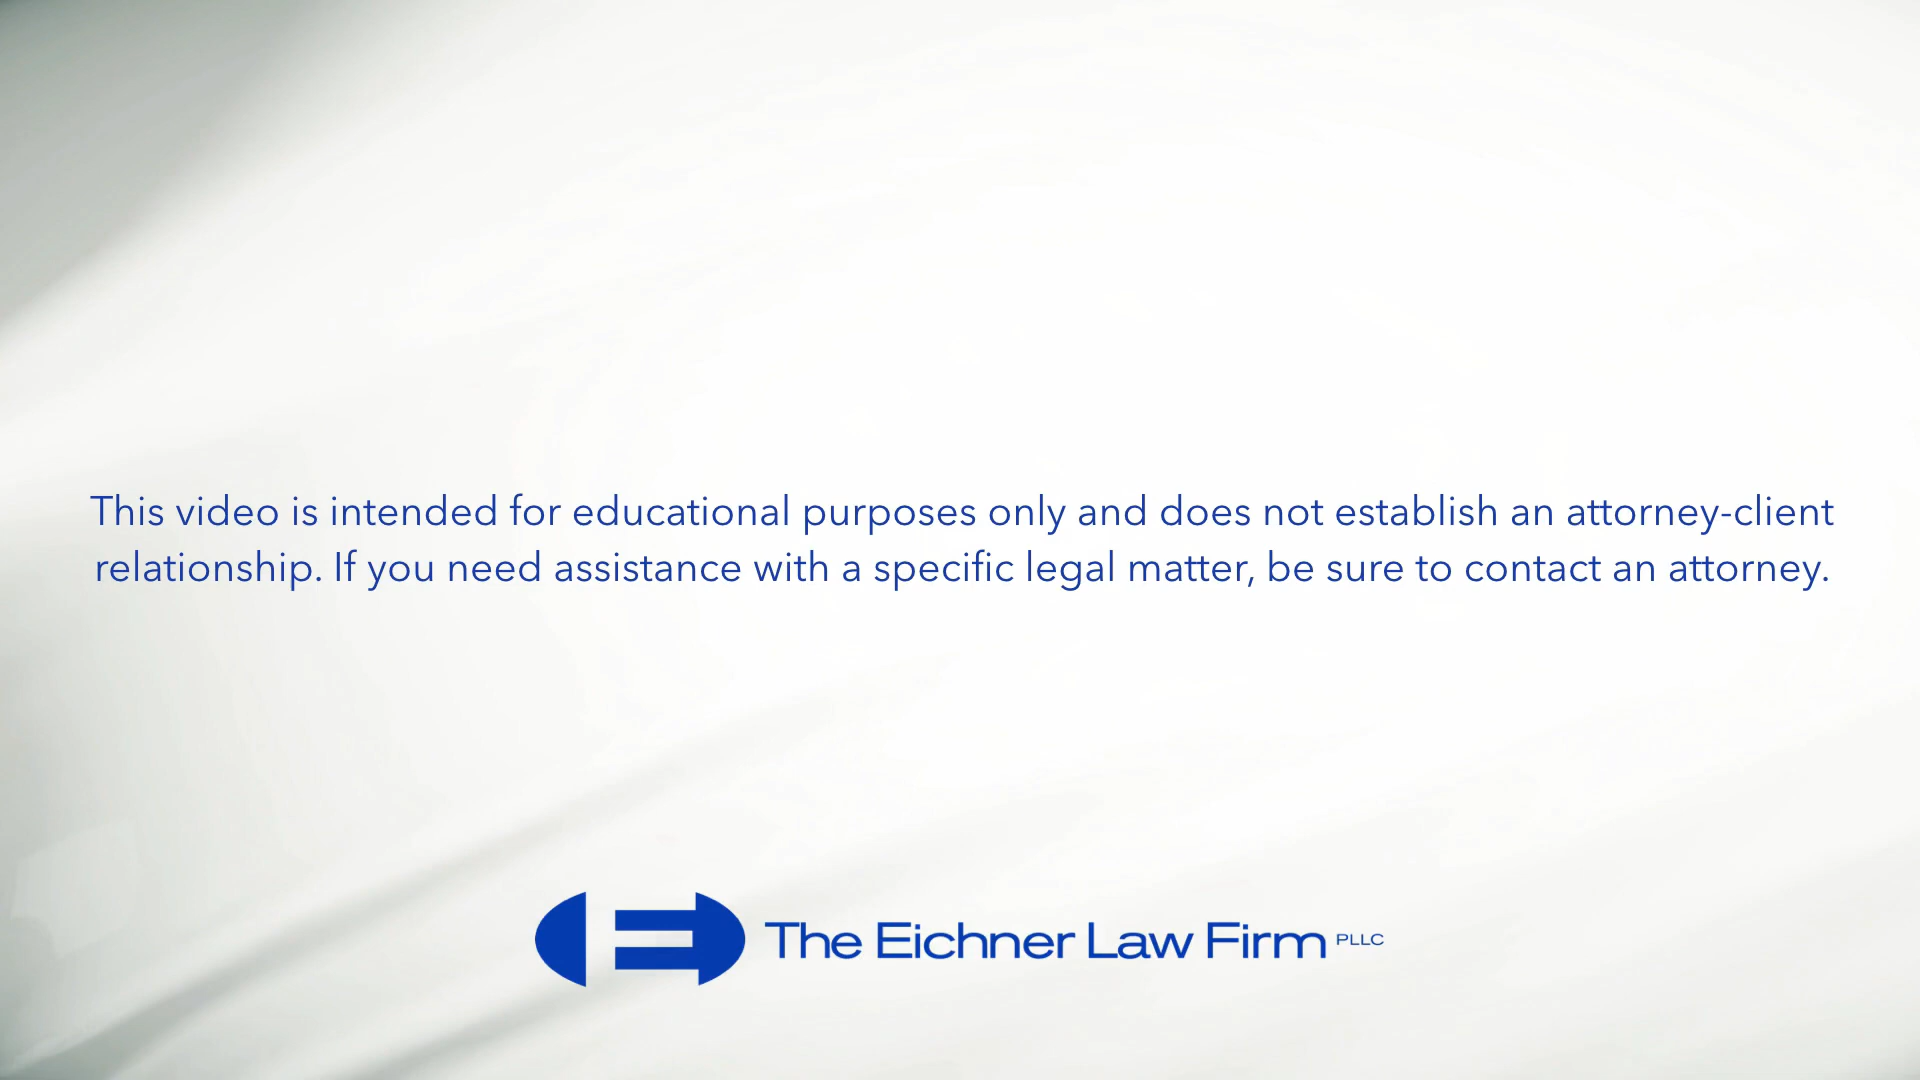 This video is intended for educational purposes only and does not establish an attorney-client
relationship. If you need assistance with a specific legal matter, be sure to contact an attorney.
The Eichner Law Firm PLLC